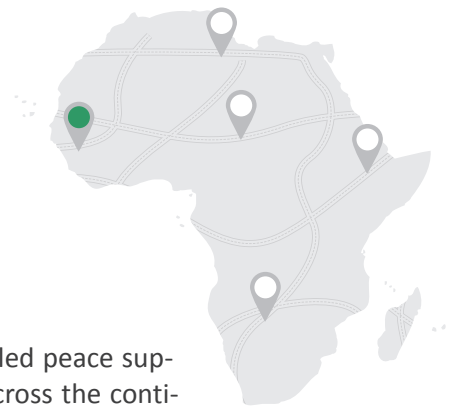 led peace sup-
cross the conti-